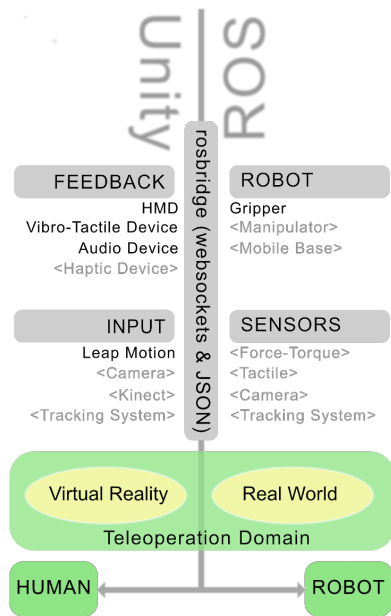 Unity
ROS
rosbridge (websockets & JSON)
FEEDBACK
HMD
Vibro-Tactile Device
Audio Device
<Haptic Device>
ROBOT
Gripper
<Manipulator>
<Mobile Base>
INPUT
Leap Motion
<Camera>
<Kinect>
<Tracking System>
SENSORS
<Force-Torque>
<Tactile>
<Camera>
<Tracking System>
Virtual Reality
Real World
Teleoperation Domain
HUMAN
ROBOT